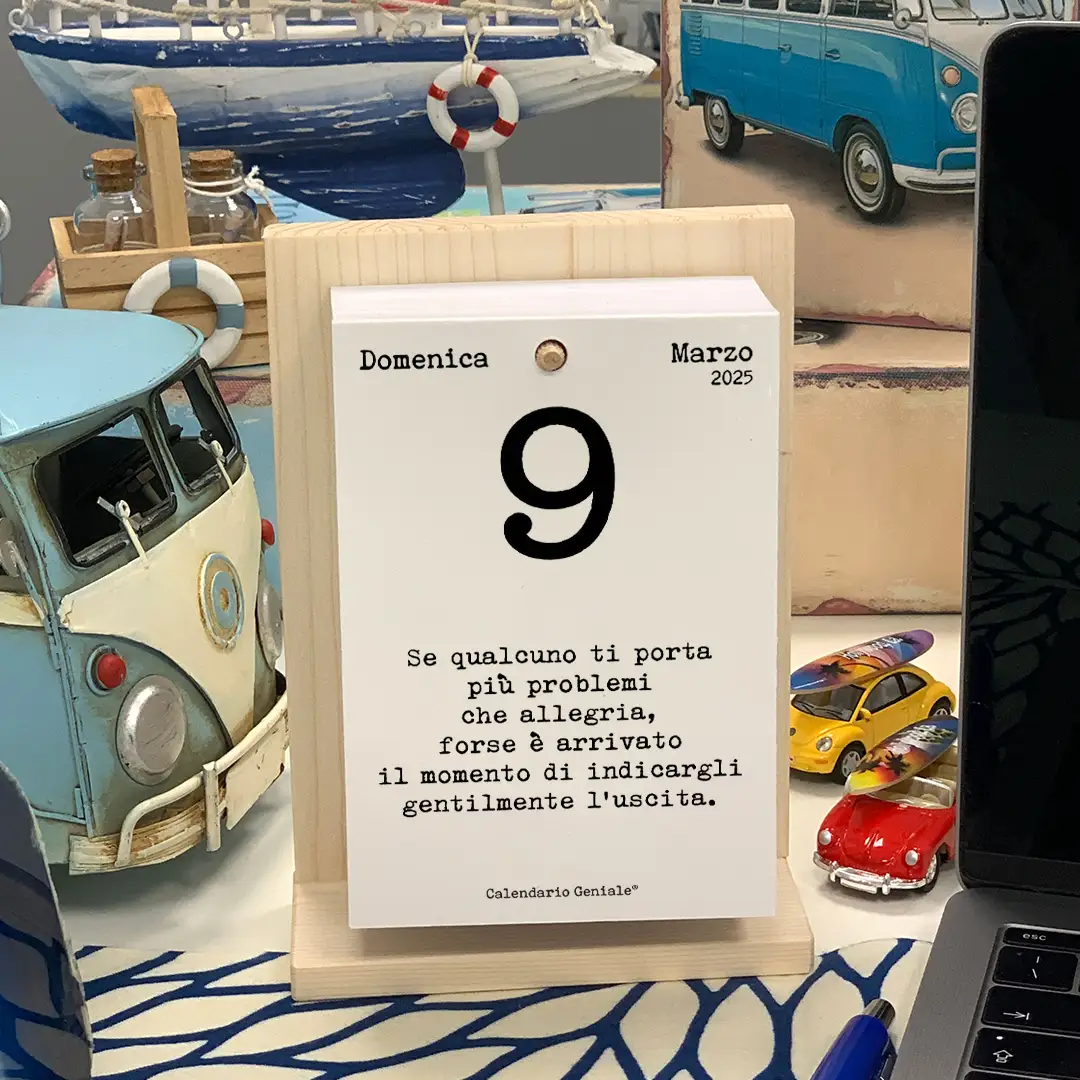 Domenica
Marzo
2025
9
Se qualcuno ti porta
più problemi
che allegria,
forse è arrivato
il momento di indicargli
gentilmente l'uscita.
Calendario Geniale®
esc